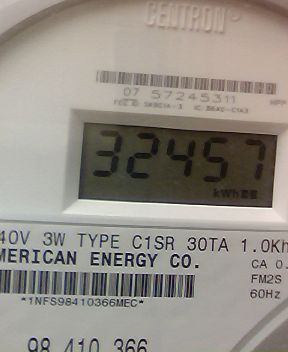 CENTRON®
07 57245311
32457
kWh
40V 3W TYPE C1SR 30TA 1.0Kh
MERICAN ENERGY CO.
CA 0.
FM2S
60Hz
*1NFS98410366MEC*
98 410 366